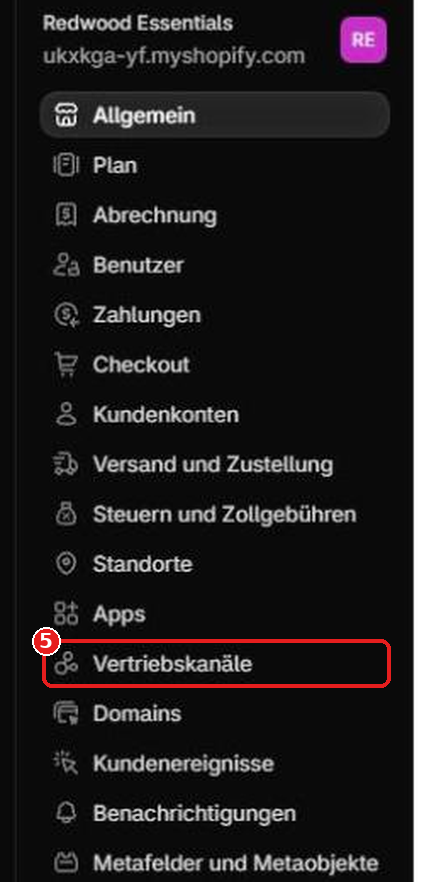 Redwood Essentials
ukxkga-yf.myshopify.com
RE
Allgemein
Plan
Abrechnung
Benutzer
Zahlungen
Checkout
Kundenkonten
Versand und Zustellung
Steuern und Zollgebühren
Standorte
Apps
5
Vertriebskanäle
Domains
Kundenereignisse
Benachrichtigungen
Metafelder und Metaobjekte